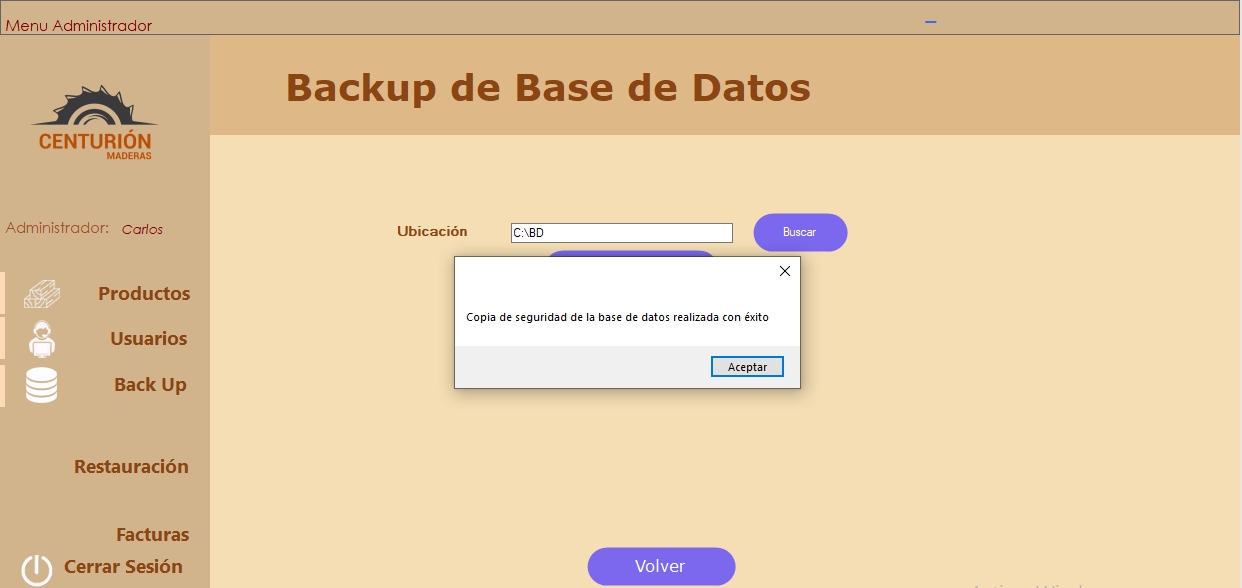 Menu Administrador
Backup de Base de Datos
CENTURIÓN
MADERAS
Administrador: Carlos
Ubicación C:\BD Buscar
Copia de seguridad de la base de datos realizada con éxito
Aceptar
Productos
Usuarios
Back Up
Restauración
Facturas
Cerrar Sesión
Volver